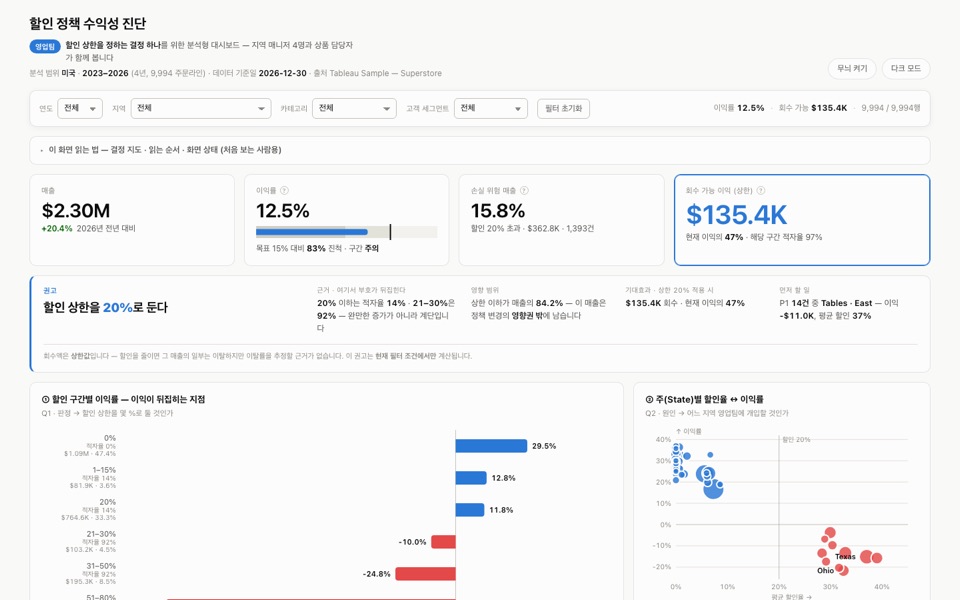 할인 정책 수익성 진단
영업팀 할인 상한을 정하는 결정 하나를 위한 분석형 대시보드 — 지역 매니저 4명과 상품 담당자
가 함께 봅니다
분석 범위 미국 · 2023–2026 (4년, 9,994 주문라인) · 데이터 기준일 2026-12-30 · 출처 Tableau Sample — Superstore
무늬 켜기 다크 모드
연도 전체 지역 전체 카테고리 전체 고객 세그먼트 전체 필터 초기화 이익률 12.5% · 회수 가능 $135.4K · 9,994 / 9,994행
· 이 화면 읽는 법 — 결정 지도 · 읽는 순서 · 화면 상태 (처음 보는 사람용)
매출
$2.30M
+20.4% 2026년 전년 대비
이익률 ?
12.5%
목표 15% 대비 83% 진척 · 구간 주의
손실 위험 매출 ?
15.8%
할인 20% 초과 · $362.8K · 1,393건
회수 가능 이익 (상한) ?
$135.4K
현재 이익의 47% · 해당 구간 적자율 97%
권고
할인 상한을 20%로 둔다
근거 · 여기서 부호가 뒤집힌다
20% 이하는 적자율 14% · 21–30%은
92% — 완만한 증가가 아니라 계단입니
다
영향 범위
상한 이하가 매출의 84.2% — 이 매출은
정책 변경의 영향권 밖에 남습니다
기대효과 · 상한 20% 적용 시
$135.4K 회수 · 현재 이익의 47%
먼저 할 일
P1 14건 중 Tables · East — 이익
-$11.0K, 평균 할인 37%
회수액은 상한값입니다 — 할인을 줄이면 그 매출의 일부는 이탈하지만 이탈률을 추정할 근거가 없습니다. 이 권고는 현재 필터 조건에서만 계산됩니다.
① 할인 구간별 이익률 — 이익이 뒤집히는 지점
Q1 · 판정 → 할인 상한을 몇 %로 둘 것인가
0%
적자율 0%
$1.09M · 47.4%
29.5%
1–15%
적자율 14%
$81.9K · 3.6%
12.8%
20%
적자율 14%
$764.6K · 33.3%
11.8%
21–30%
적자율 92%
$103.2K · 4.5%
-10.0%
31–50%
적자율 92%
$195.3K · 8.5%
-24.8%
51–80%
② 주(State)별 할인율 ↔ 이익률
Q2 · 원인 → 어느 지역 영업팀에 개입할 것인가
↑ 이익률
40%
30%
20%
10%
0%
-10%
-20%
할인 20%
Texas
Ohio
0% 10% 20% 30% 40%
평균 할인율 →